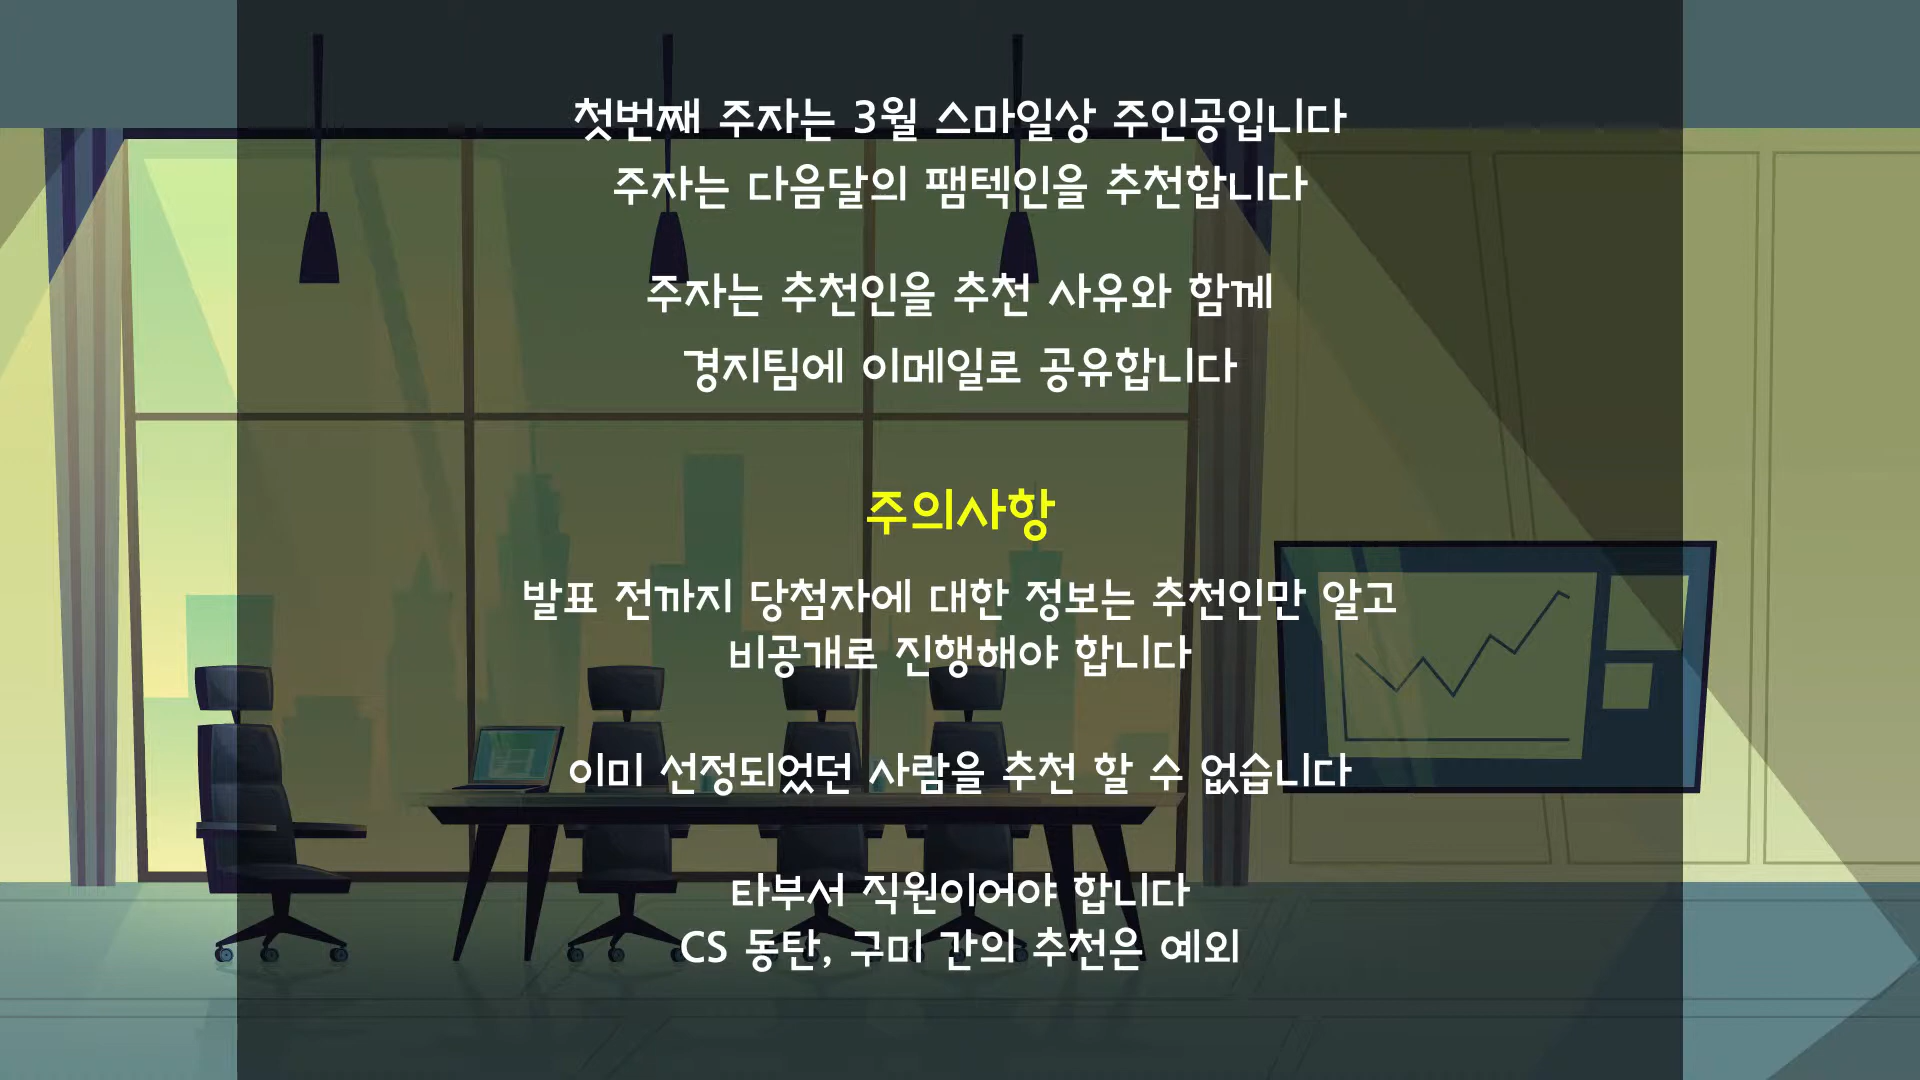 첫번째 주자는 3월 스마일상 주인공입니다
주자는 다음달의 팸텍인을 추천합니다
주자는 추천인을 추천 사유와 함께
경지팀에 이메일로 공유합니다
주의사항
발표 전까지 당첨자에 대한 정보는 추천인만 알고
비공개로 진행해야 합니다
이미 선정되었던 사람을 추천 할 수 없습니다
타부서 직원이어야 합니다
CS 동탄, 구미 간의 추천은 예외